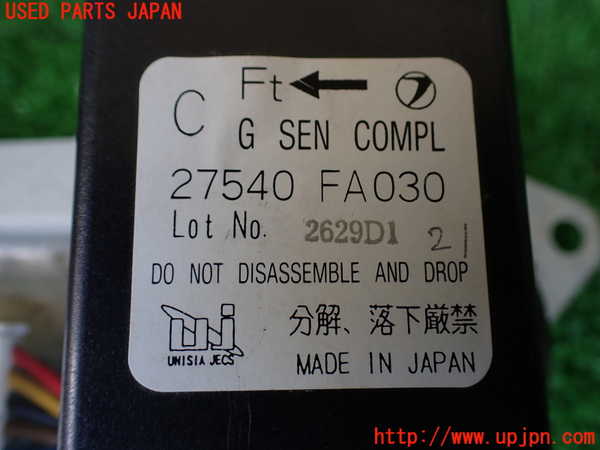 USED PARTS JAPAN
Ft
C
G SEN COMPL
27540 FA030
Lot No. 2629D1 21
DO NOT DISASSEMBLE AND DROP
分解、落下厳禁
UNISIA JECS
MADE IN JAPAN
http://www.upjpn.com